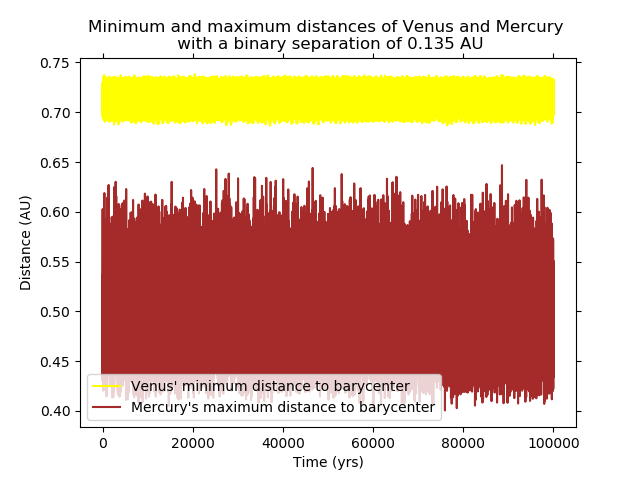 Minimum and maximum distances of Venus and Mercury
with a binary separation of 0.135 AU
0.75
0.70
0.65
0.60
0.55
0.50
0.45
0.40
Distance (AU)
Venus' minimum distance to barycenter
Mercury's maximum distance to barycenter
0 20000 40000 60000 80000 100000
Time (yrs)